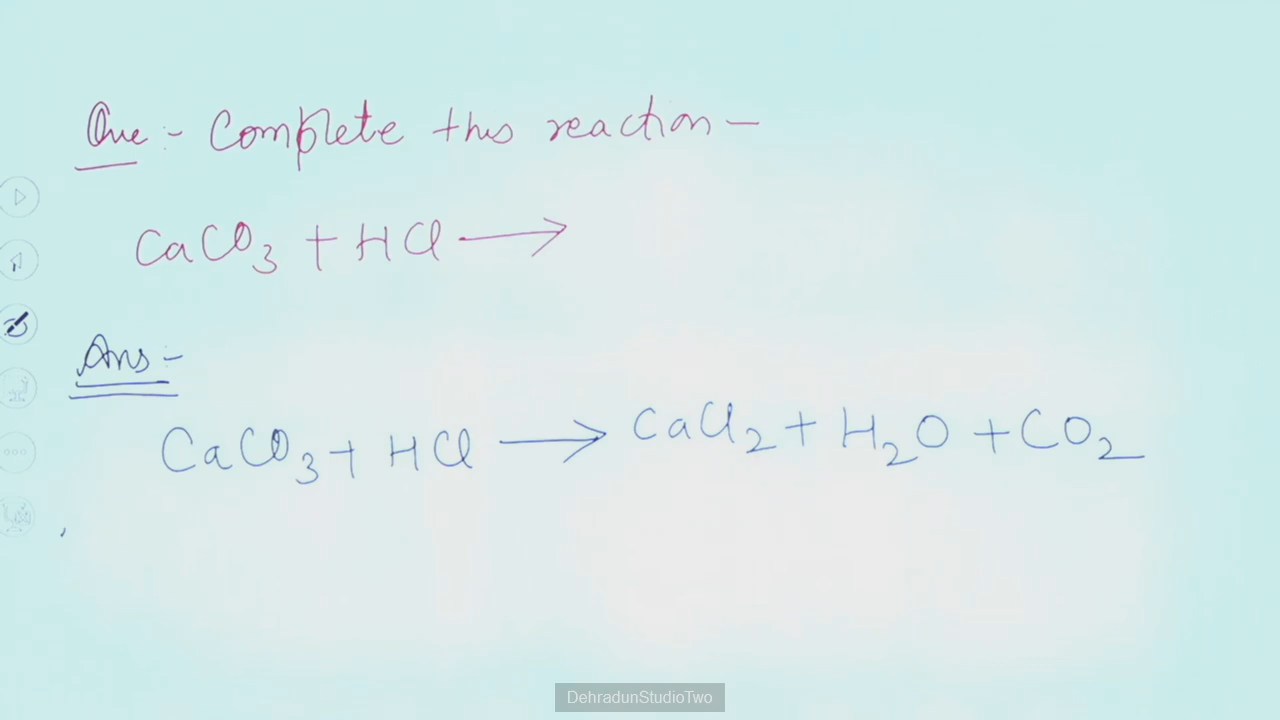 Que :- Complete this reaction -
CaCO3 + HCl →
Ans :-
CaCO3 + HCl → CaCl2 + H2O + CO2
DehradunStudioTwo